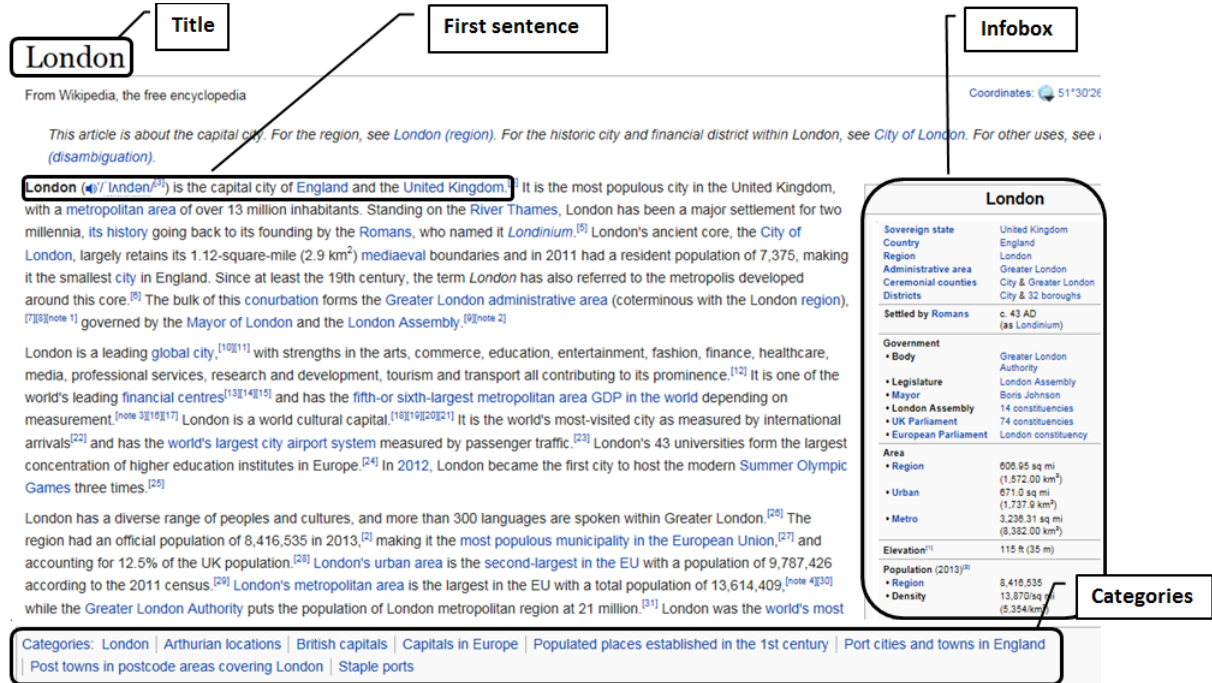 Title
First sentence
Infobox
London
From Wikipedia, the free encyclopedia
Coordinates: 51°30'26
This article is about the capital city. For the region, see London (region). For the historic city and financial district within London, see City of London. For other uses, see
(disambiguation).
London (/ˈlʌndən/[3]) is the capital city of England and the United Kingdom. It is the most populous city in the United Kingdom,
with a metropolitan area of over 13 million inhabitants. Standing on the River Thames, London has been a major settlement for two
millennia, its history going back to its founding by the Romans, who named it Londinium.[5] London's ancient core, the City of
London, largely retains its 1.12-square-mile (2.9 km²) mediaeval boundaries and in 2011 had a resident population of 7,375, making
it the smallest city in England. Since at least the 19th century, the term London has also referred to the metropolis developed
around this core.[6] The bulk of this conurbation forms the Greater London administrative area (coterminous with the London region),
[7][8][note 1] governed by the Mayor of London and the London Assembly.[9][note 2]
London is a leading global city,[10][11] with strengths in the arts, commerce, education, entertainment, fashion, finance, healthcare,
media, professional services, research and development, tourism and transport all contributing to its prominence.[12] It is one of the
world's leading financial centres[13][14][15] and has the fifth-or sixth-largest metropolitan area GDP in the world depending on
measurement.[note 3][16][17] London is a world cultural capital.[18][19][20][21] It is the world's most-visited city as measured by international
arrivals[22] and has the world's largest city airport system measured by passenger traffic.[23] London's 43 universities form the largest
concentration of higher education institutes in Europe.[24] In 2012, London became the first city to host the modern Summer Olympic
Games three times.[25]
London has a diverse range of peoples and cultures, and more than 300 languages are spoken within Greater London.[26] The
region had an official population of 8,416,535 in 2013,[2] making it the most populous municipality in the European Union,[27] and
accounting for 12.5% of the UK population.[28] London's urban area is the second-largest in the EU with a population of 9,787,426
according to the 2011 census.[29] London's metropolitan area is the largest in the EU with a total population of 13,614,409,[note 4][30]
while the Greater London Authority puts the population of London metropolitan region at 21 million.[31] London was the world's most
London
Sovereign state United Kingdom
Country England
Region London
Administrative area Greater London
Ceremonial counties City & Greater London
Districts City & 32 boroughs
Settled by Romans c. 43 AD
(as Londinium)
Government
• Body Greater London
Authority
• Legislature London Assembly
• Mayor Boris Johnson
• London Assembly 14 constituencies
• UK Parliament 74 constituencies
• European Parliament London constituency
Area
• Region 606.95 sq mi
(1,572.00 km²)
• Urban 671.0 sq mi
(1,737.9 km²)
• Metro 3,236.31 sq mi
(8,382.00 km²)
Elevation[1] 115 ft (35 m)
Population (2013)[2]
• Region 8,416,535
• Density 13,870/sq mi
(5,354/km²)
Categories
Categories: London | Arthurian locations | British capitals | Capitals in Europe | Populated places established in the 1st century | Port cities and towns in England
| Post towns in postcode areas covering London | Staple ports